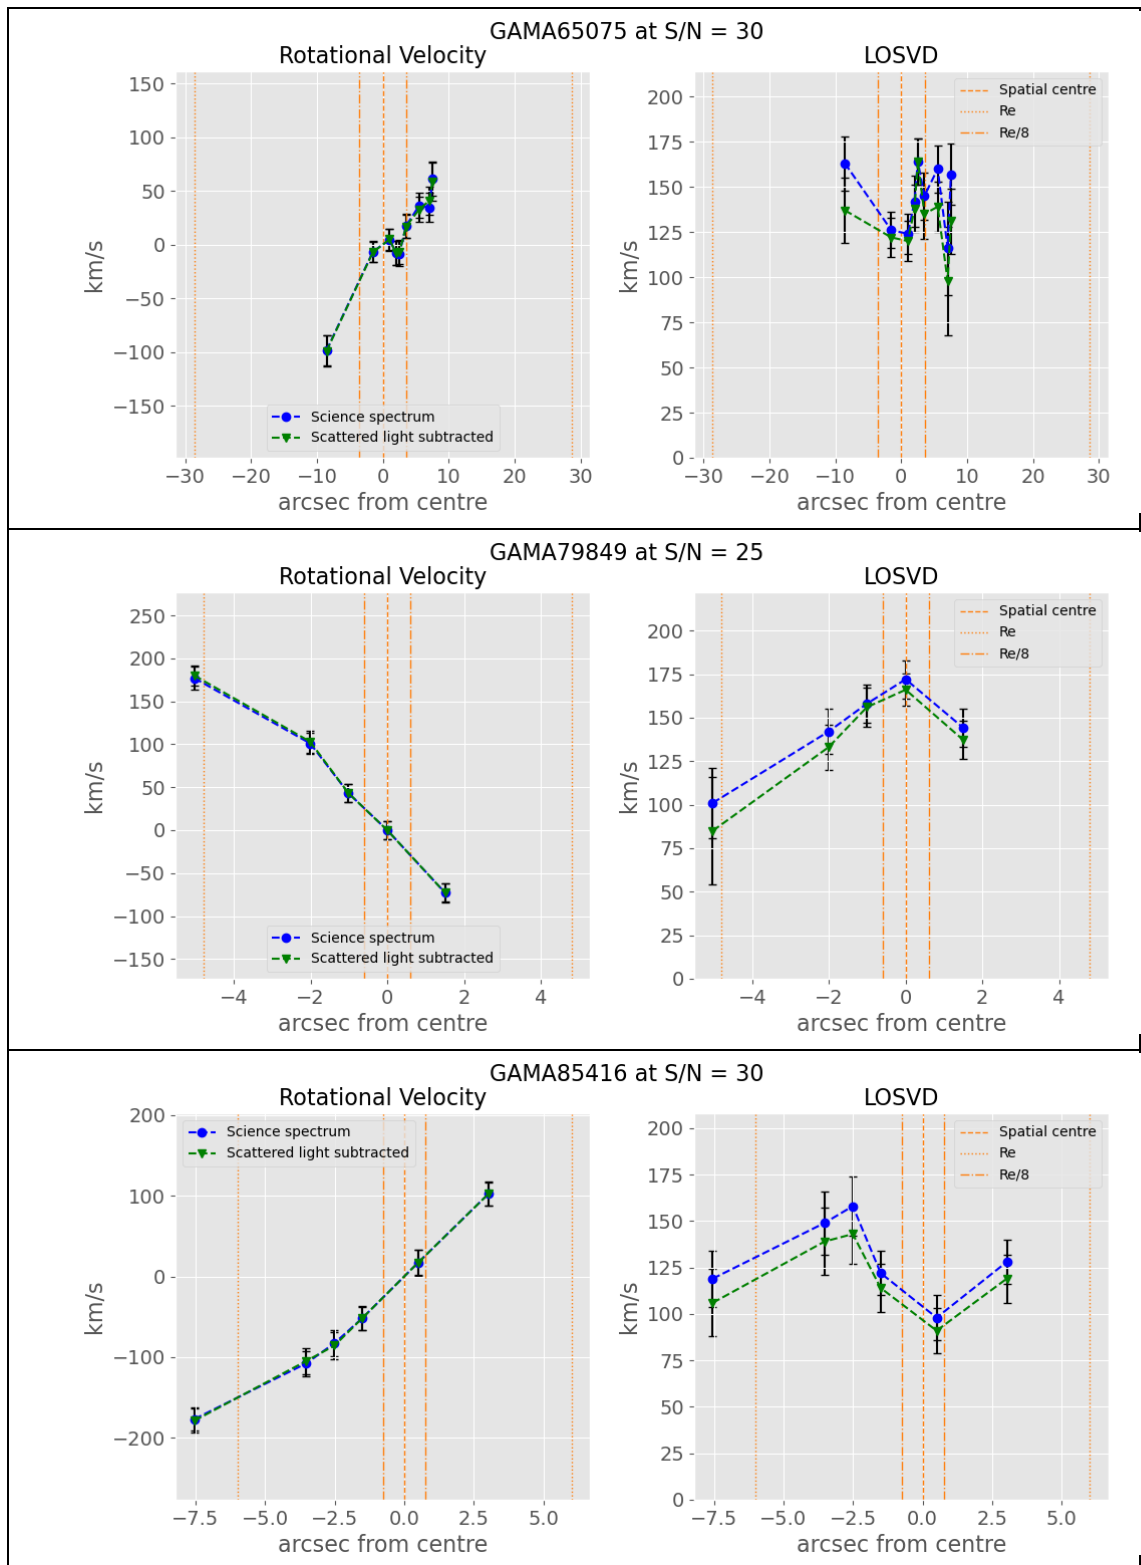 GAMA65075 at S/N = 30
Rotational Velocity
LOSVD
150
100
50
0
−50
−100
−150
km/s
Science spectrum
Scattered light subtracted
−30 −20 −10 0 10 20 30
arcsec from centre
200
175
150
125
100
75
50
25
0
km/s
Spatial centre
Re
Re/8
−30 −20 −10 0 10 20 30
arcsec from centre
GAMA79849 at S/N = 25
Rotational Velocity
LOSVD
250
200
150
100
50
0
−50
−100
−150
km/s
Science spectrum
Scattered light subtracted
−4 −2 0 2 4
arcsec from centre
200
175
150
125
100
75
50
25
0
km/s
Spatial centre
Re
Re/8
−4 −2 0 2 4
arcsec from centre
GAMA85416 at S/N = 30
Rotational Velocity
LOSVD
200
100
0
−100
−200
km/s
Science spectrum
Scattered light subtracted
−7.5 −5.0 −2.5 0.0 2.5 5.0
arcsec from centre
200
175
150
125
100
75
50
25
0
km/s
Spatial centre
Re
Re/8
−7.5 −5.0 −2.5 0.0 2.5 5.0
arcsec from centre